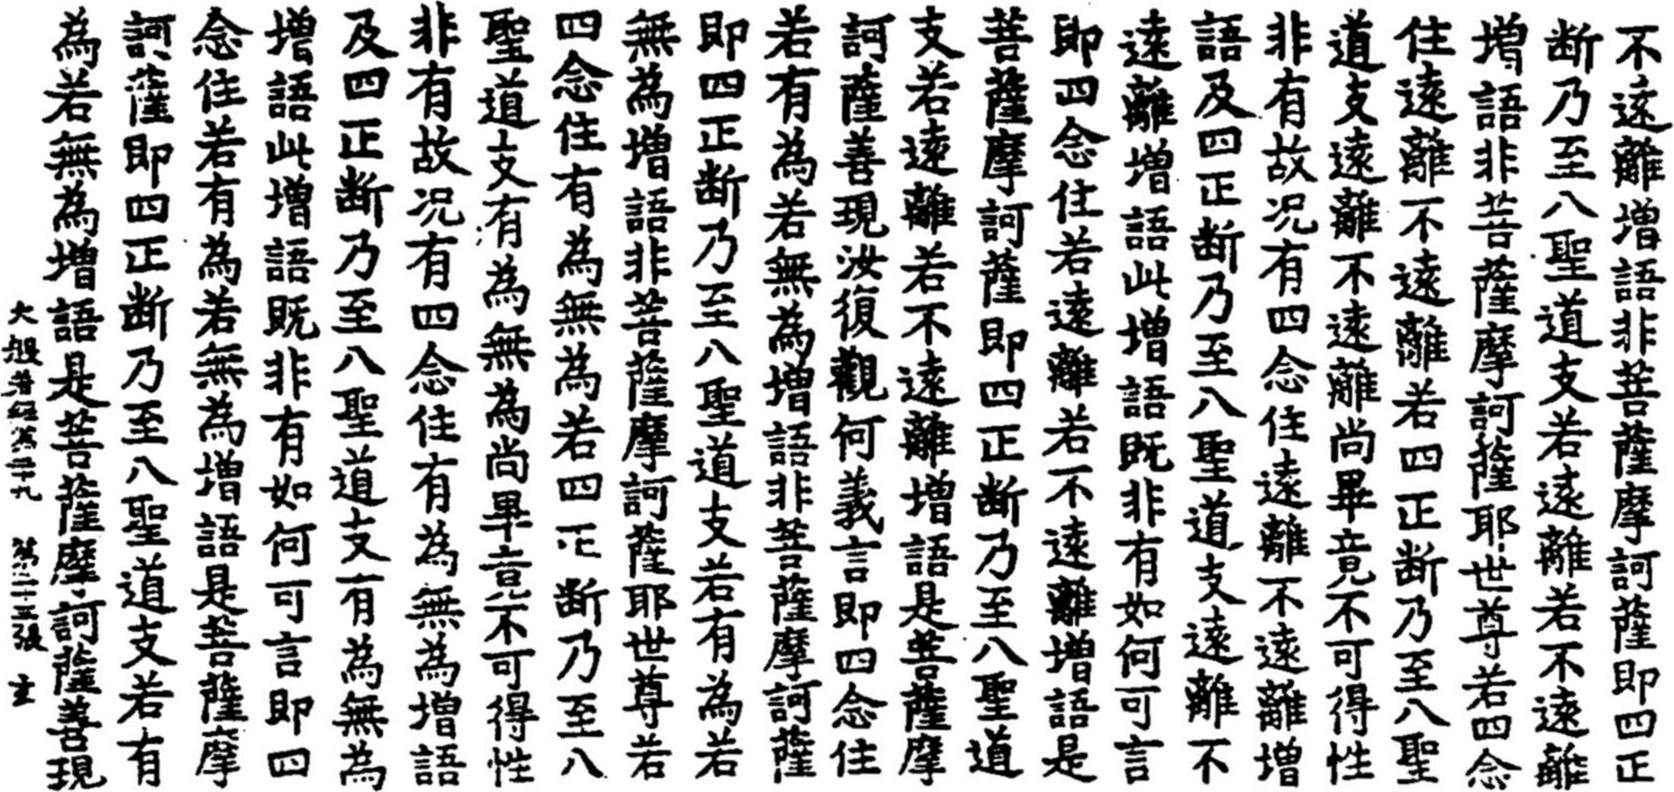 不遠離增語非菩薩摩訶薩即四正
断乃至八聖道支若遠離若不遠離
增語非菩薩摩訶薩耶世尊若四念
住遠離不遠離若四正断乃至八聖
道支遠離不遠離尚畢竟不可得性
非有故况有四念住遠離不遠離增
語及四正断乃至八聖道支遠離不
遠離增語此增語既非有如何可言
即四念住若遠離若不遠離增語是
菩薩摩訶薩即四正断乃至八聖道
支若遠離若不遠離增語是菩薩摩
訶薩善現汝復觀何義言即四念住
若有為若無為增語非菩薩摩訶薩
即四正断乃至八聖道支若有為若
無為增語非菩薩摩訶薩耶世尊若
四念住有為無為若四正断乃至八
聖道支有為無為尚畢竟不可得性
非有故况有四念住有為無為增語
及四正断乃至八聖道支有為無為
增語此增語既非有如何可言即四
念住若有為若無為增語是菩薩摩
訶薩即四正断乃至八聖道支若有
為若無為增語是菩薩摩訶薩善現
大般若經第二十九 第二十五張 玄